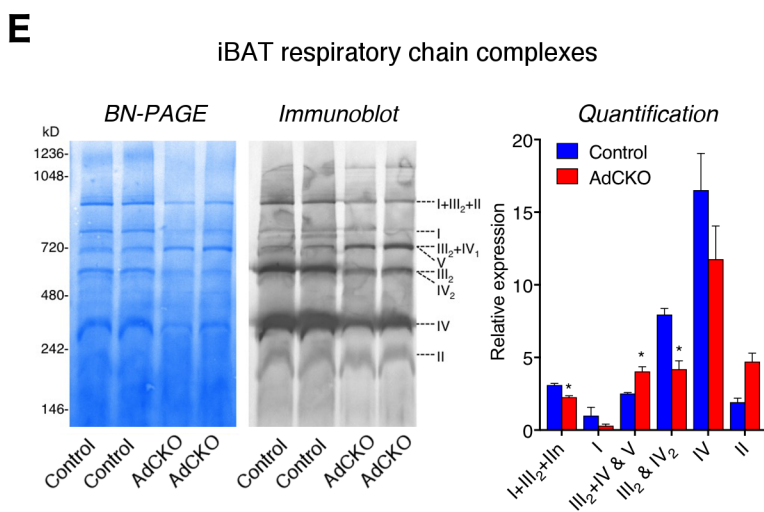 E
iBAT respiratory chain complexes
BN-PAGE
Immunoblot
Quantification
kD
1236-
1048-
720-
480-
242-
146-
I+III2+II
I
III2+IV1
V
III2
IV2
IV
II
Control
Control
AdCKO
AdCKO
Control
Control
AdCKO
AdCKO
Relative expression
20
15
10
5
0
Control
AdCKO
*
*
*
I+III2+IIn
I
III2+IV & V
III2 & IV2
IV
II